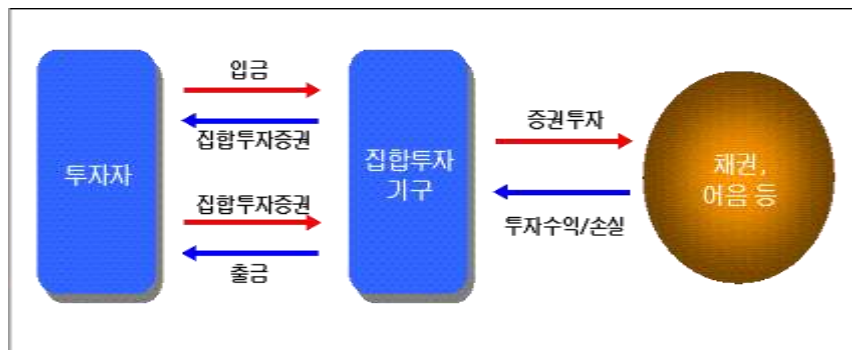 입금
집합투자증권
투자자
집합투자증권
출금
집합투자
기구
증권투자
투자수익/손실
채권,
어음 등